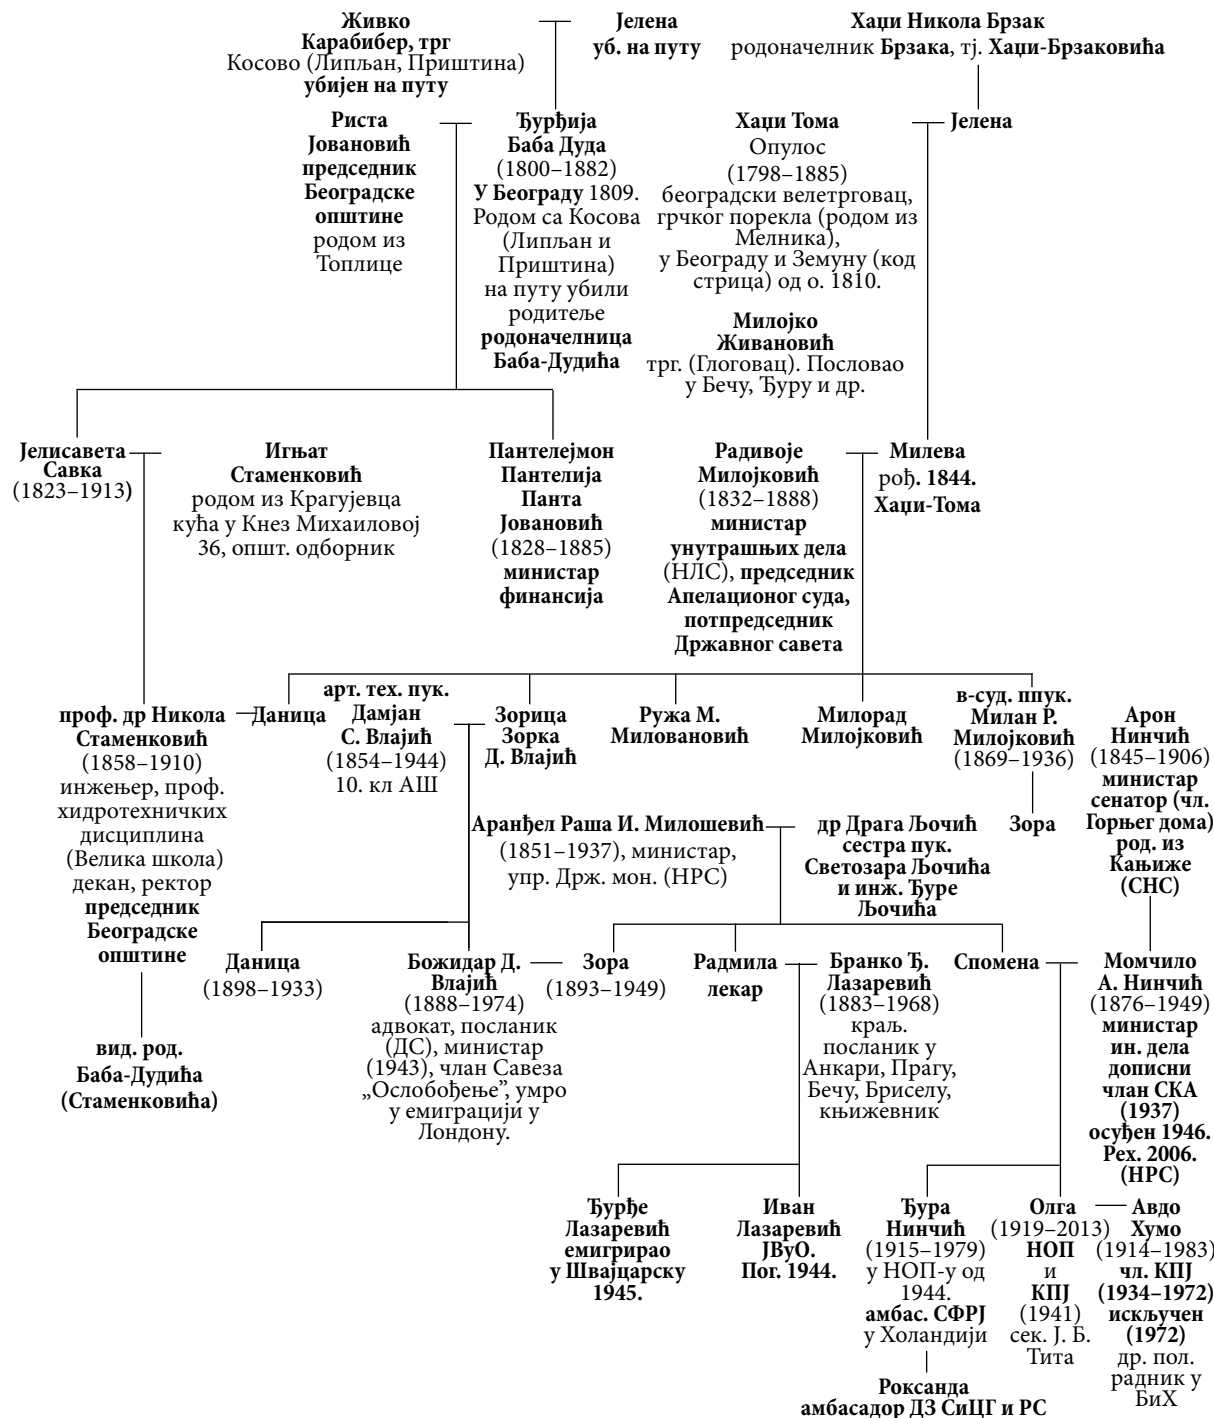 Живко
Карабибер, трг
Косово (Липљан, Приштина)
убијен на путу
Јелена
уб. на путу
Хаџи Никола Брзак
родоначелник Брзака, тј. Хаџи-Брзаковића
Риста
Јовановић
председник
Београдске
општине
родом из
Топлице
Ђурђија
Баба Дуда
(1800–1882)
У Београду 1809.
Родом са Косова
(Липљан и
Приштина)
на путу убили
родитеље
родоначелница
Баба-Дудића
Хаџи Тома
Опулос
(1798–1885)
београдски велетрговац,
грчког порекла (родом из
Мелника),
у Београду и Земуну (код
стрица) од о. 1810.
Јелена
Милојко
Живановић
трг. (Глоговац). Пословао
у Бечу, Ђуру и др.
Јелисавета
Савка
(1823–1913)
Игњат
Стаменковић
родом из Крагујевца
кућа у Кнез Михаиловој
36, општ. одборник
Пантелејмон
Пантелија
Панта
Јовановић
(1828–1885)
министар
финансија
Радивоје
Милојковић
(1832–1888)
министар
унутрашњих дела
(НЛС), председник
Апелационог суда,
потпредседник
Државног савета
Милева
рођ. 1844.
Хаџи-Тома
проф. др Никола
Стаменковић
(1858–1910)
инжењер, проф.
хидротехничких
дисциплина
(Велика школа)
декан, ректор
председник
Београдске
општине
Даница
арт. тех. пук.
Дамјан
С. Влајић
(1854–1944)
10. кл АШ
Зорица
Зорка
Д. Влајић
Ружа М.
Миловановић
Милорад
Милојковић
в-суд. ппук.
Милан Р.
Милојковић
(1869–1936)
Зора
Арон
Нинчић
(1845–1906)
министар
сенатор (чл.
Горњег дома)
род. из
Кањиже
(СНС)
Аранђел Раша И. Милошевић
(1851–1937), министар,
упр. Држ. мон. (НРС)
др Драга Љочић
сестра пук.
Светозара Љочића
и инж. Ђуре
Љочића
вид. род.
Баба-Дудића
(Стаменковића)
Даница
(1898–1933)
Божидар Д.
Влајић
(1888–1974)
адвокат, посланик
(ДС), министар
(1943), члан Савеза
„Ослобођење”, умро
у емиграцији у
Лондону.
Зора
(1893–1949)
Радмила
лекар
Бранко Ђ.
Лазаревић
(1883–1968)
краљ.
посланик у
Анкари, Прагу,
Бечу, Бриселу,
књижевник
Спомена
Момчило
А. Нинчић
(1876–1949)
министар
ин. дела
дописни
члан СКА
(1937)
осуђен 1946.
Рех. 2006.
(НРС)
Ђурђе
Лазаревић
емигрирао
у Швајцарску
1945.
Иван
Лазаревић
ЈВуО.
Пог. 1944.
Ђура
Нинчић
(1915–1979)
у НОП-у од
1944.
амбас. СФРЈ
у Холандији
Олга
(1919–2013)
НОП
и
КПЈ
(1941)
сек. Ј. Б.
Тита
Авдо
Хумо
(1914–1983)
чл. КПЈ
(1934–1972)
искључен
(1972)
др. пол.
радник у
БиХ
Роксанда
амбасадор ДЗ СиЦГ и РС